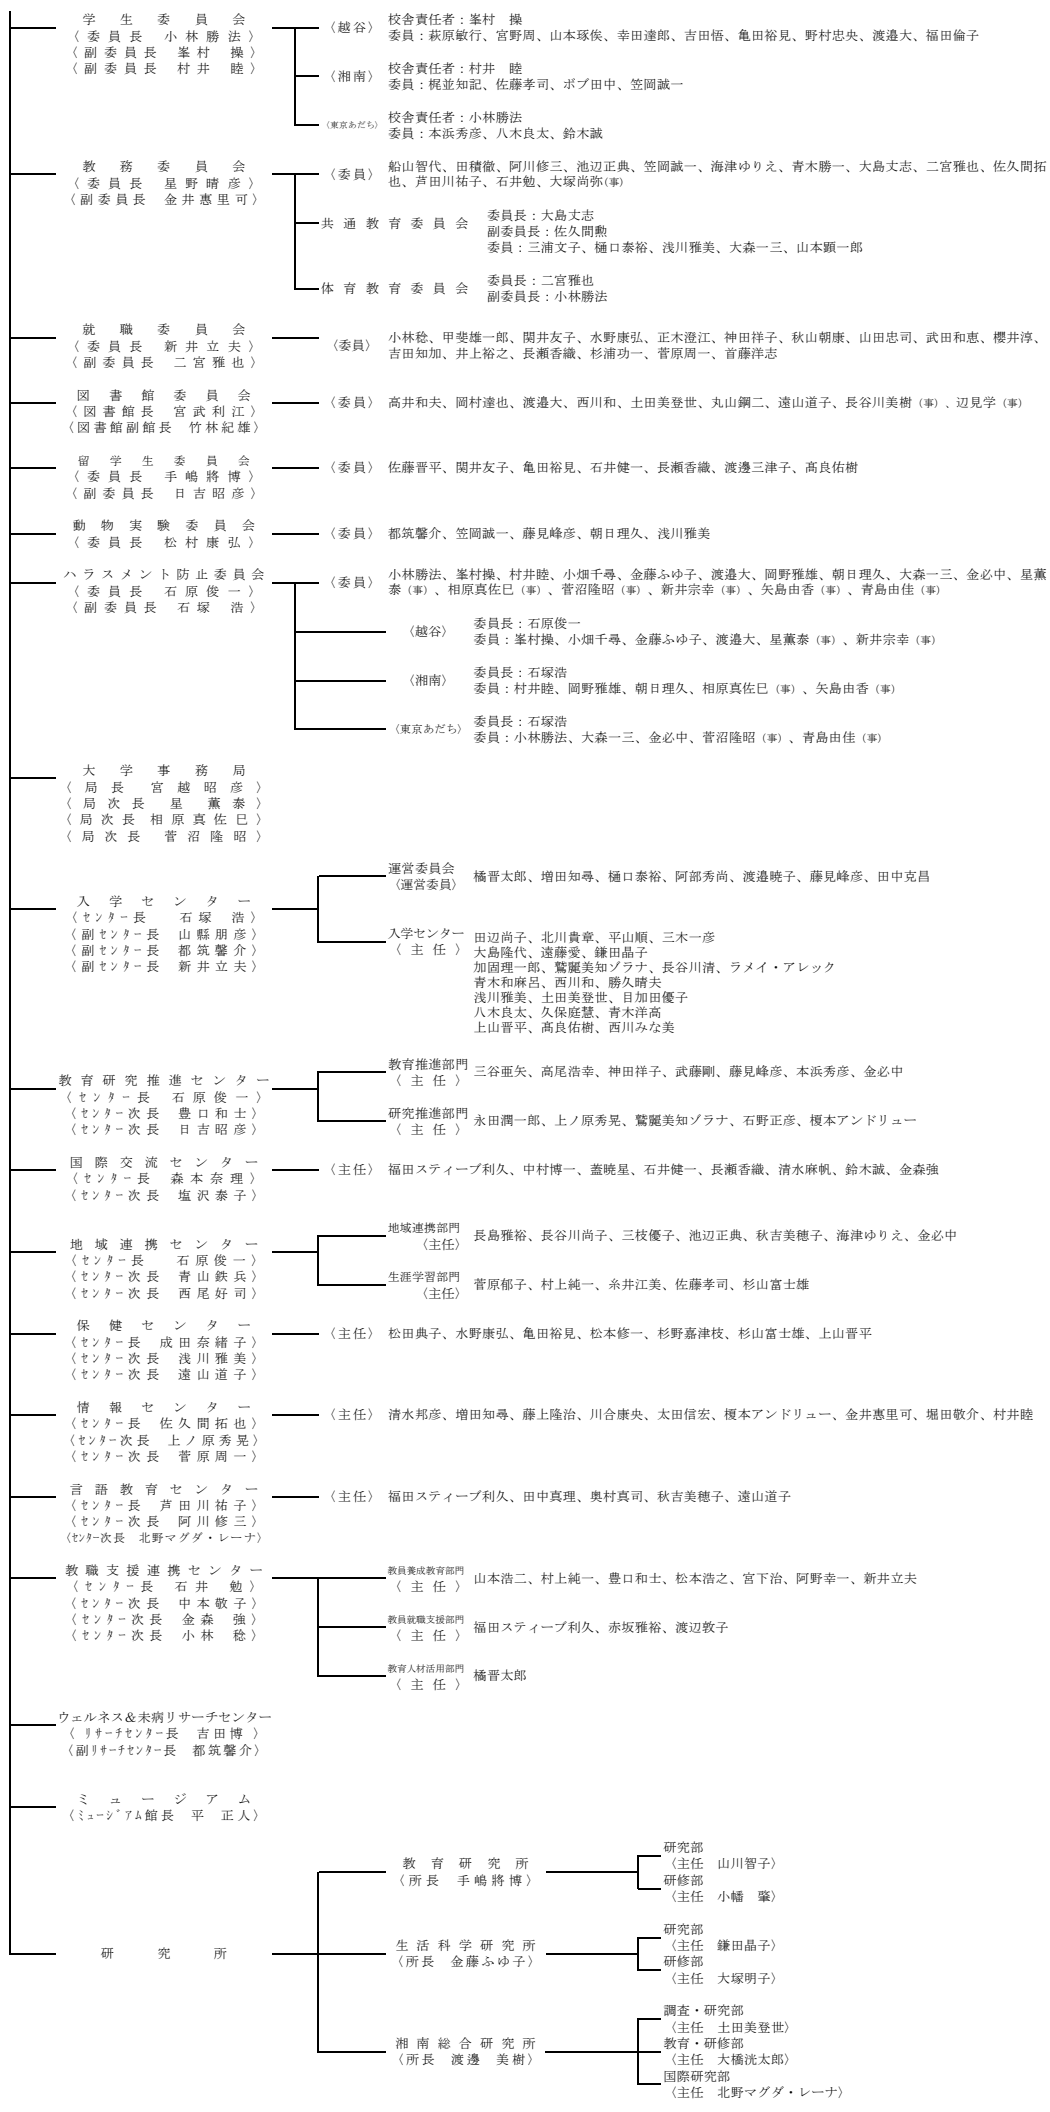 学生委員会
〈委員長　小林勝法〉
〈副委員長　峯村　操〉
〈副委員長　村井　睦〉
〈越谷〉
校舎責任者：峯村　操
委員：萩原敏行、宮野周、山本琢俟、幸田達郎、吉田悟、亀田裕見、野村忠央、渡邉大、福田倫子
〈湘南〉
校舎責任者：村井　睦
委員：梶並知記、佐藤孝司、ボブ田中、笠岡誠一
〈東京あだち〉
校舎責任者：小林勝法
委員：本浜秀彦、八木良太、鈴木誠
教務委員会
〈委員長　星野晴彦〉
〈副委員長　金井惠里可〉
〈委員〉
船山智代、田積徹、阿川修三、池辺正典、笠岡誠一、海津ゆりえ、青木勝一、大島丈志、二宮雅也、佐久間拓
也、芦田川祐子、石井勉、大塚尚弥(事)
共通教育委員会
委員長：大島丈志
副委員長：佐久間勲
委員：三浦文子、樋口泰裕、浅川雅美、大森一三、山本顕一郎
体育教育委員会
委員長：二宮雅也
副委員長：小林勝法
就職委員会
〈委員長　新井立夫〉
〈副委員長　二宮雅也〉
〈委員〉
小林稔、甲斐雄一郎、関井友子、水野康弘、正木澄江、神田祥子、秋山朝康、山田忠司、武田和恵、櫻井淳、
吉田知加、井上裕之、長瀬香織、杉浦功一、菅原周一、首藤洋志
図書館委員会
〈図書館長　宮武利江〉
〈図書館副館長　竹林紀雄〉
〈委員〉
高井和夫、岡村達也、渡邉大、西川和、土田美登世、丸山鋼二、遠山道子、長谷川美樹（事）、辺見学（事）
留学生委員会
〈委員長　手嶋將博〉
〈副委員長　日吉昭彦〉
〈委員〉
佐藤晋平、関井友子、亀田裕見、石井健一、長瀬香織、渡邊三津子、髙良佑樹
動物実験委員会
〈委員長　松村康弘〉
〈委員〉
都筑馨介、笠岡誠一、藤見峰彦、朝日理久、浅川雅美
ハラスメント防止委員会
〈委員長　石原俊一〉
〈副委員長　石塚　浩〉
〈委員〉
小林勝法、峯村操、村井睦、小畑千尋、金藤ふゆ子、渡邉大、岡野雅雄、朝日理久、大森一三、金必中、星薫
泰（事）、相原真佐巳（事）、菅沼隆昭（事）、新井宗幸（事）、矢島由香（事）、青島由佳（事）
〈越谷〉
委員長：石原俊一
委員：峯村操、小畑千尋、金藤ふゆ子、渡邉大、星薫泰（事）、新井宗幸（事）
〈湘南〉
委員長：石塚浩
委員：村井睦、岡野雅雄、朝日理久、相原真佐巳（事）、矢島由香（事）
〈東京あだち〉
委員長：石塚浩
委員：小林勝法、大森一三、金必中、菅沼隆昭（事）、青島由佳（事）
大学事務局
〈局長　宮越昭彦〉
〈局次長　星　薫泰〉
〈局次長　相原真佐巳〉
〈局次長　菅沼隆昭〉
入学センター
〈センター長　石塚　浩〉
〈副センター長　山縣朋彦〉
〈副センター長　都筑馨介〉
〈副センター長　新井立夫〉
運営委員会
〈運営委員〉
橘晋太郎、増田知尋、樋口泰裕、阿部秀尚、渡邉暁子、藤見峰彦、田中克昌
入学センター
〈主任〉
田辺尚子、北川貴章、平山順、三木一彦
大島隆代、遠藤愛、鎌田晶子
加固理一郎、鷲麗美知ゾラナ、長谷川清、ラメイ・アレック
青木和麻呂、西川和、勝久晴夫
浅川雅美、土田美登世、目加田優子
八木良太、久保庭慧、青木洋高
上山晋平、髙良佑樹、西川みな美
教育研究推進センター
〈センター長　石原俊一〉
〈センター次長　豊口和士〉
〈センター次長　日吉昭彦〉
教育推進部門
〈主任〉
三谷亜矢、高尾浩幸、神田祥子、武藤剛、藤見峰彦、本浜秀彦、金必中
研究推進部門
〈主任〉
永田潤一郎、上ノ原秀晃、鷲麗美知ゾラナ、石野正彦、榎本アンドリュー
国際交流センター
〈センター長　森本奈理〉
〈センター次長　塩沢泰子〉
〈主任〉
福田スティーブ利久、中村博一、蓋暁星、石井健一、長瀬香織、清水麻帆、鈴木誠、金森強
地域連携センター
〈センター長　石原俊一〉
〈センター次長　青山鉄兵〉
〈センター次長　西尾好司〉
地域連携部門
〈主任〉
長島雅裕、長谷川尚子、三枝優子、池辺正典、秋吉美穂子、海津ゆりえ、金必中
生涯学習部門
〈主任〉
菅原郁子、村上純一、糸井江美、佐藤孝司、杉山富士雄
保健センター
〈センター長　成田奈緒子〉
〈センター次長　浅川雅美〉
〈センター次長　遠山道子〉
〈主任〉
松田典子、水野康弘、亀田裕見、松本修一、杉野嘉津枝、杉山富士雄、上山晋平
情報センター
〈センター長　佐久間拓也〉
〈センター次長　上ノ原秀晃〉
〈センター次長　菅原周一〉
〈主任〉
清水邦彦、増田知尋、藤上隆治、川合康央、太田信宏、榎本アンドリュー、金井惠里可、堀田敬介、村井睦
言語教育センター
〈センター長　芦田川祐子〉
〈センター次長　阿川修三〉
〈センター次長　北野マグダ・レーナ〉
〈主任〉
福田スティーブ利久、田中真理、奥村真司、秋吉美穂子、遠山道子
教職支援連携センター
〈センター長　石井　勉〉
〈センター次長　中本敬子〉
〈センター次長　金森　強〉
〈センター次長　小林　稔〉
教員養成教育部門
〈主任〉
山本浩二、村上純一、豊口和士、松本浩之、宮下治、阿野幸一、新井立夫
教員就職支援部門
〈主任〉
福田スティーブ利久、赤坂雅裕、渡辺敦子
教育人材活用部門
〈主任〉
橘晋太郎
ウェルネス＆未病リサーチセンター
〈リサーチセンター長　吉田博〉
〈副リサーチセンター長　都筑馨介〉
ミュージアム
〈ミュージアム館長　平　正人〉
研究所
教育研究所
〈所長　手嶋將博〉
研究部
〈主任　山川智子〉
研修部
〈主任　小幡　肇〉
生活科学研究所
〈所長　金藤ふゆ子〉
研究部
〈主任　鎌田晶子〉
研修部
〈主任　大塚明子〉
湘南総合研究所
〈所長　渡邊　美樹〉
調査・研究部
〈主任　土田美登世〉
教育・研修部
〈主任　大橋洸太郎〉
国際研究部
〈主任　北野マグダ・レーナ〉